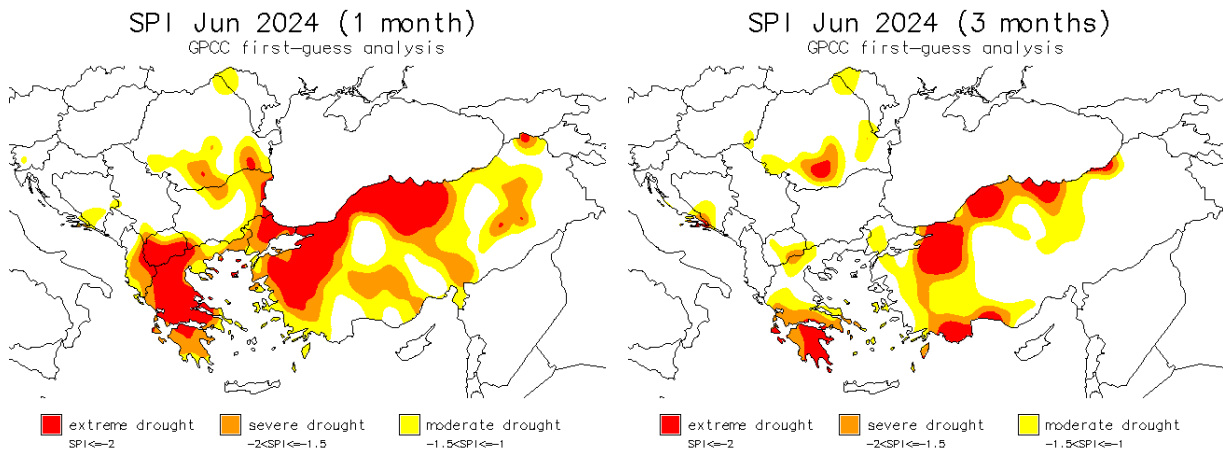 SPI Jun 2024 (1 month)
GPCC first-guess analysis
extreme drought
SPI<=-2
severe drought
-2<SPI<=-1.5
moderate drought
-1.5<SPI<=-1
SPI Jun 2024 (3 months)
GPCC first-guess analysis
extreme drought
SPI<=-2
severe drought
-2<SPI<=-1.5
moderate drought
-1.5<SPI<=-1